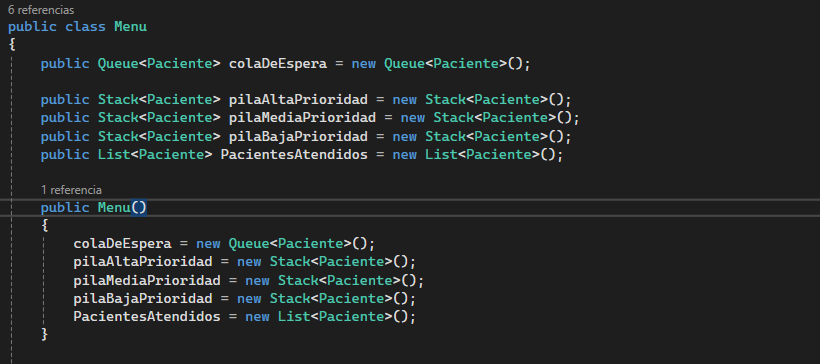 6 referencias
public class Menu
{
public Queue<Paciente> colaDeEspera = new Queue<Paciente>();
public Stack<Paciente> pilaAltaPrioridad = new Stack<Paciente>();
public Stack<Paciente> pilaMediaPrioridad = new Stack<Paciente>();
public Stack<Paciente> pilaBajaPrioridad = new Stack<Paciente>();
public List<Paciente> PacientesAtendidos = new List<Paciente>();
1 referencia
public Menu()
{
colaDeEspera = new Queue<Paciente>();
pilaAltaPrioridad = new Stack<Paciente>();
pilaMediaPrioridad = new Stack<Paciente>();
pilaBajaPrioridad = new Stack<Paciente>();
PacientesAtendidos = new List<Paciente>();
}